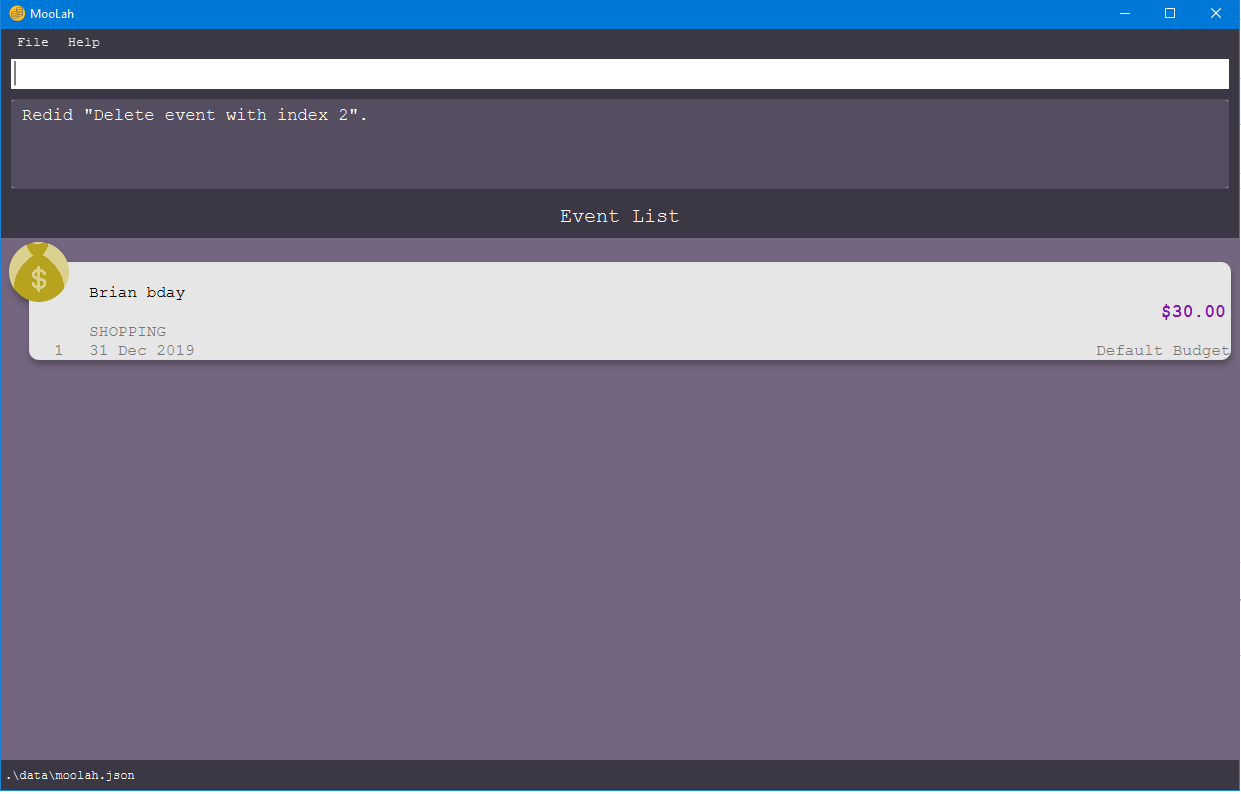 MooLah
File Help
Redid "Delete event with index 2".
Event List
$
Brian bday
$30.00
SHOPPING
1 31 Dec 2019 Default Budget
.\data\moolah.json